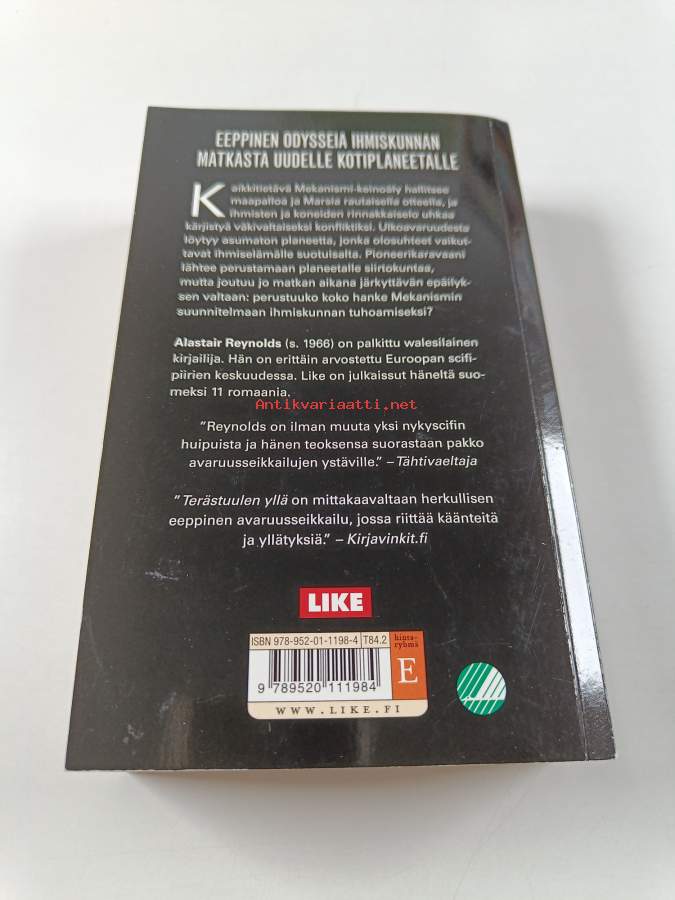 EEPPINEN ODYSSEIA IHMISKUNNAN
MATKASTA UUDELLE KOTIPLANEETALLE
Kaikkitietävä Mekanismi-keinoäly hallitsee
maapalloa ja Marsia rautaisella otteella, ja
ihmisten ja koneiden rinnakkaiselo uhkaa
kärjistyä väkivaltaiseksi konfliktiksi. Ulkoavaruudesta
löytyy asumaton planeetta, jonka olosuhteet vaikut-
tavat ihmiselämälle suotuisalta. Pioneerikaravaani
lähtee perustamaan planeetalle siirtokuntaa,
mutta joutuu jo matkan aikana järkyttävän epäilyk-
sen valtaan: perustuuko koko hanke Mekanismin
suunnitelmaan ihmiskunnan tuhoamiseksi?
Alastair Reynolds (s. 1966) on palkittu walesilainen
kirjailija. Hän on erittäin arvostettu Euroopan scifi-
piirien keskuudessa. Like on julkaissut häneltä suo-
meksi 11 romaania.
Antikvariaatti.net
”Reynolds on ilman muuta yksi nykyscifin
huipuista ja hänen teoksensa suorastaan pakko
avaruusseikkailujen ystäville.” – Tähtivaeltaja
”Terästuulen yllä on mittakaavaltaan herkullisen
eeppinen avaruusseikkailu, jossa riittää käänteitä
ja yllätyksiä.” – Kirjavinkit.fi
LIKE
ISBN 978-952-01-1198-4 T84.2
hinta-
ryhmä
E
9 789520 111984
WWW.LIKE.FI